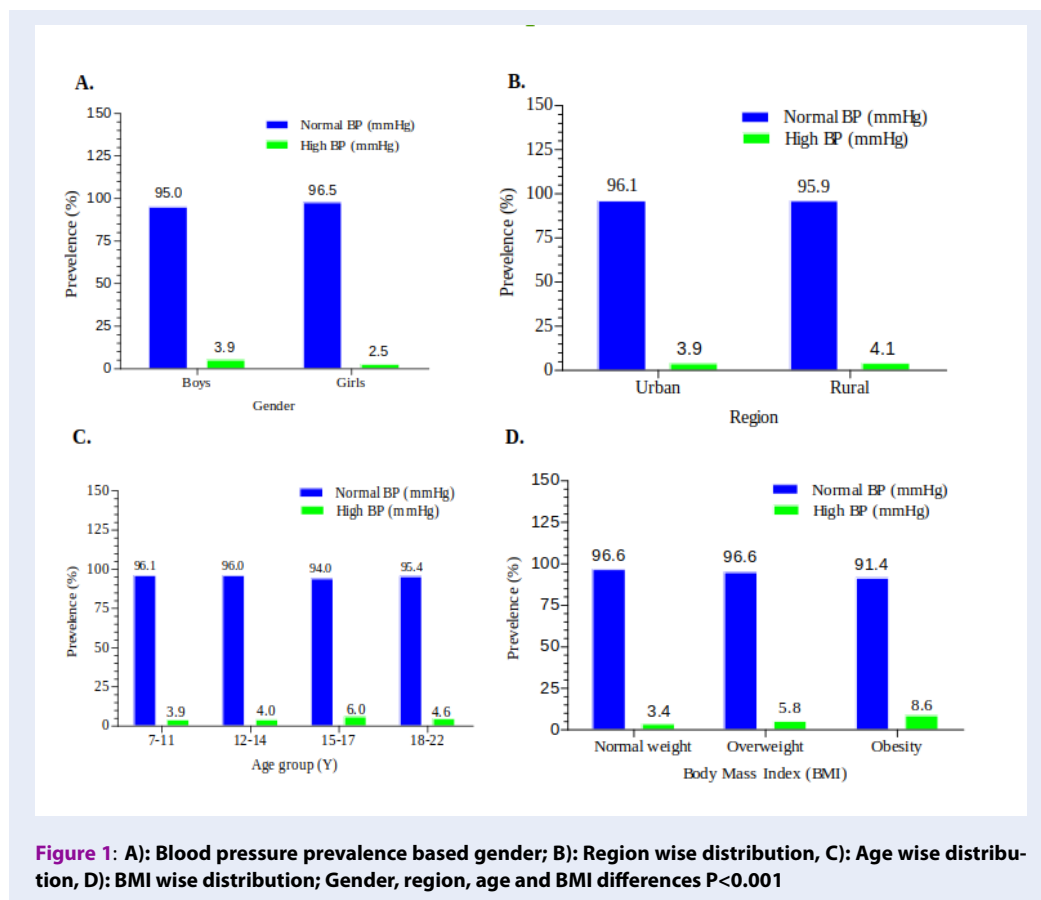 A.
150
125
100
75
50
25
0
Prevelence (%)
Normal BP (mmHg)
High BP (mmHg)
95.0
3.9
96.5
2.5
Boys
Girls
Gender
B.
150
125
100
75
50
25
0
Prevelence (%)
Normal BP (mmHg)
High BP (mmHg)
96.1
3.9
95.9
4.1
Urban
Rural
Region
C.
150
125
100
75
50
25
0
Prevelence (%)
Normal BP (mmHg)
High BP (mmHg)
96.1
3.9
96.0
4.0
94.0
6.0
95.4
4.6
7-11
12-14
15-17
18-22
Age group (Y)
D.
150
125
100
75
50
25
0
Prevelence (%)
Normal BP (mmHg)
High BP (mmHg)
96.6
3.4
96.6
5.8
91.4
8.6
Normal weight
Overweight
Obesity
Body Mass Index (BMI)
Figure 1: A): Blood pressure prevalence based gender; B): Region wise distribution, C): Age wise distribu-
tion, D): BMI wise distribution; Gender, region, age and BMI differences P<0.001